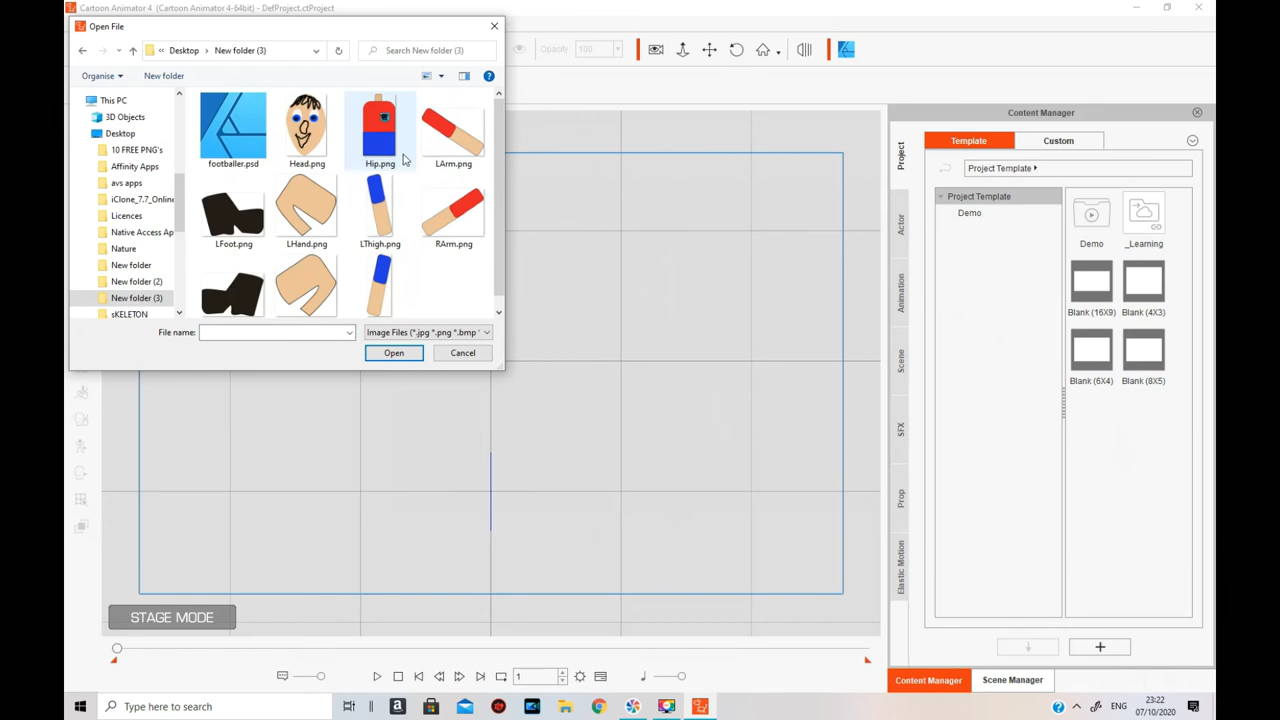 Cartoon Animator 4 (Cartoon Animator 4-64bit) - DefProject.ctProject
Open File
« Desktop › New folder (3)
Search New folder (3)
Opacity 100
Organise
New folder
This PC
3D Objects
Desktop
10 FREE PNG's
Affinity Apps
avs apps
iClone_7.7_Online
Licences
Native Access Ap
Nature
New folder
New folder (2)
New folder (3)
sKELETON
footballer.psd
Head.png
Hip.png
LArm.png
LFoot.png
LHand.png
LThigh.png
RArm.png
File name:
Image Files (*.jpg *.png *.bmp *
Open
Cancel
STAGE MODE
Content Manager
Template
Custom
Project Template
Project Template
Demo
Demo
_Learning
Blank (16X9)
Blank (4X3)
Blank (6X4)
Blank (8X5)
Project
Actor
Animation
Scene
SFX
Prop
Elastic Motion
1
Content Manager
Scene Manager
Type here to search
ENG
23:22
07/10/2020